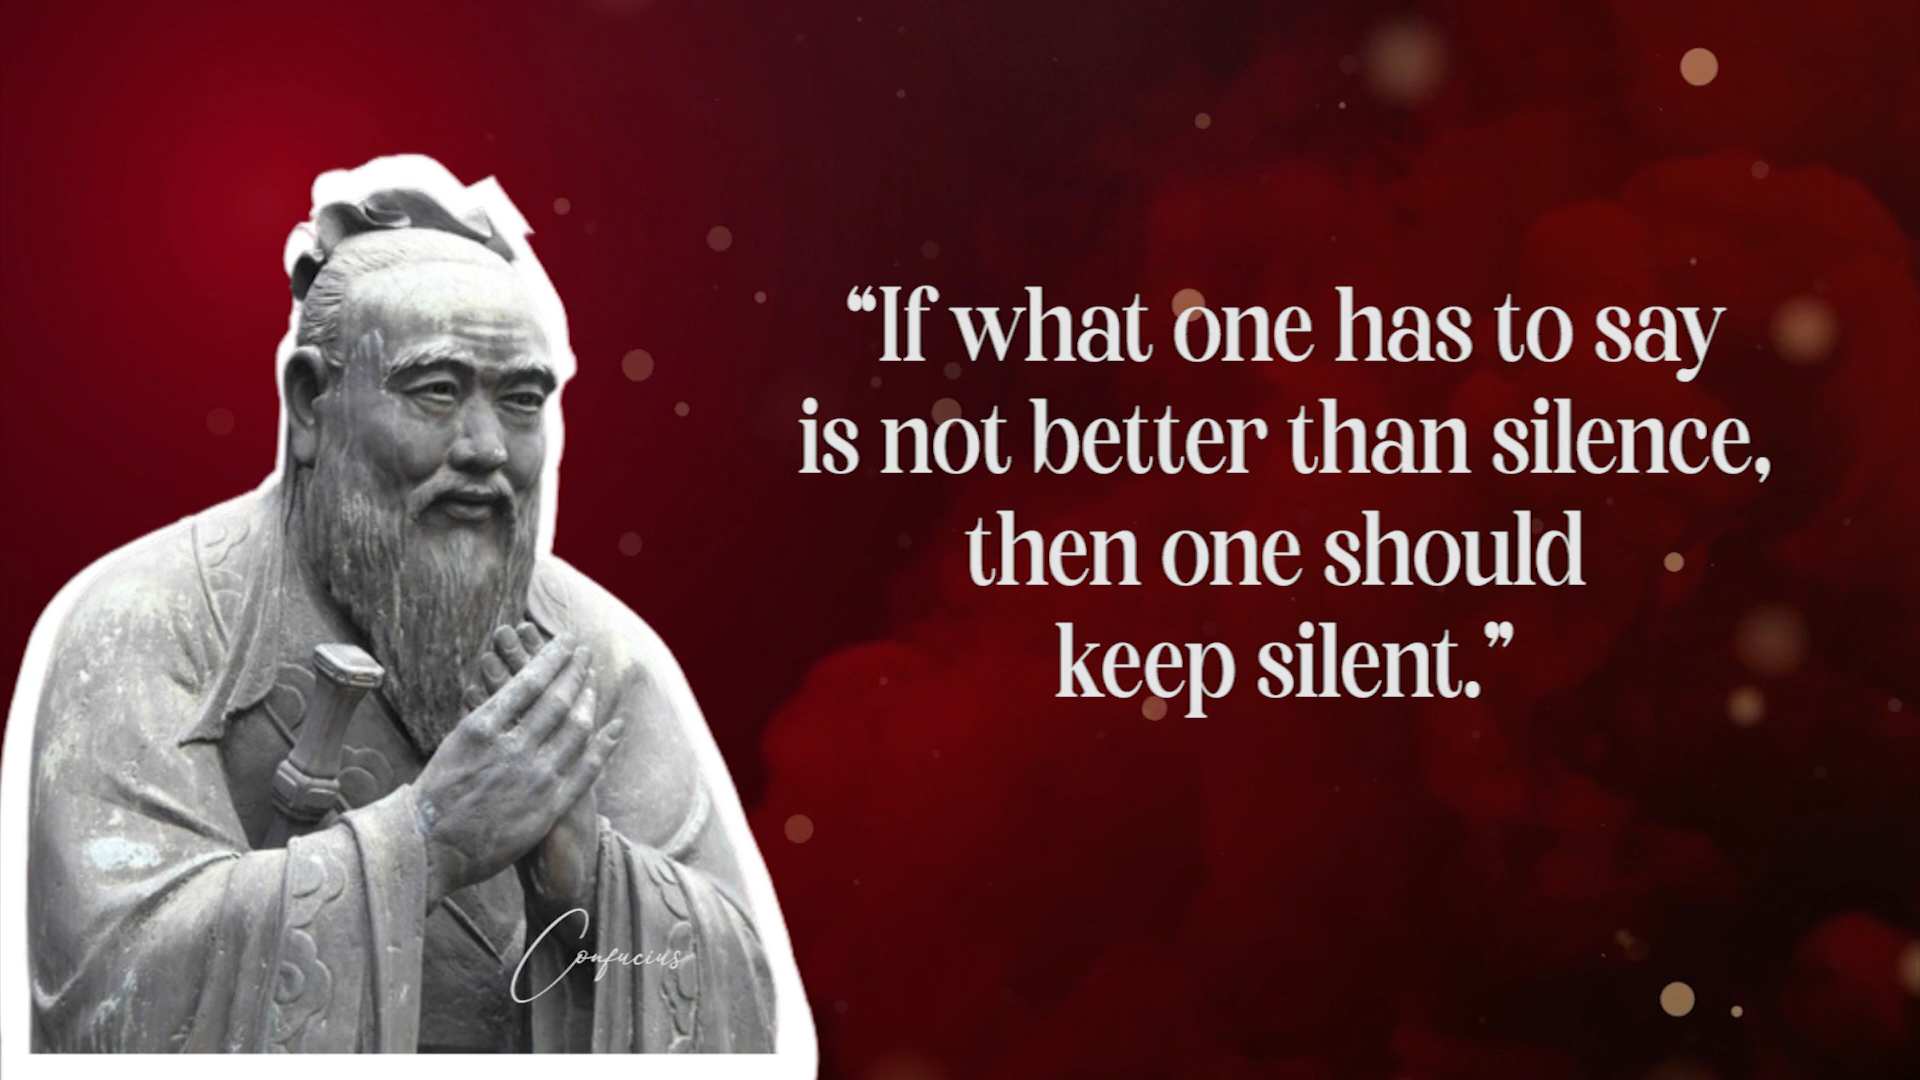 “If what one has to say
is not better than silence,
then one should
keep silent.”
Confucius